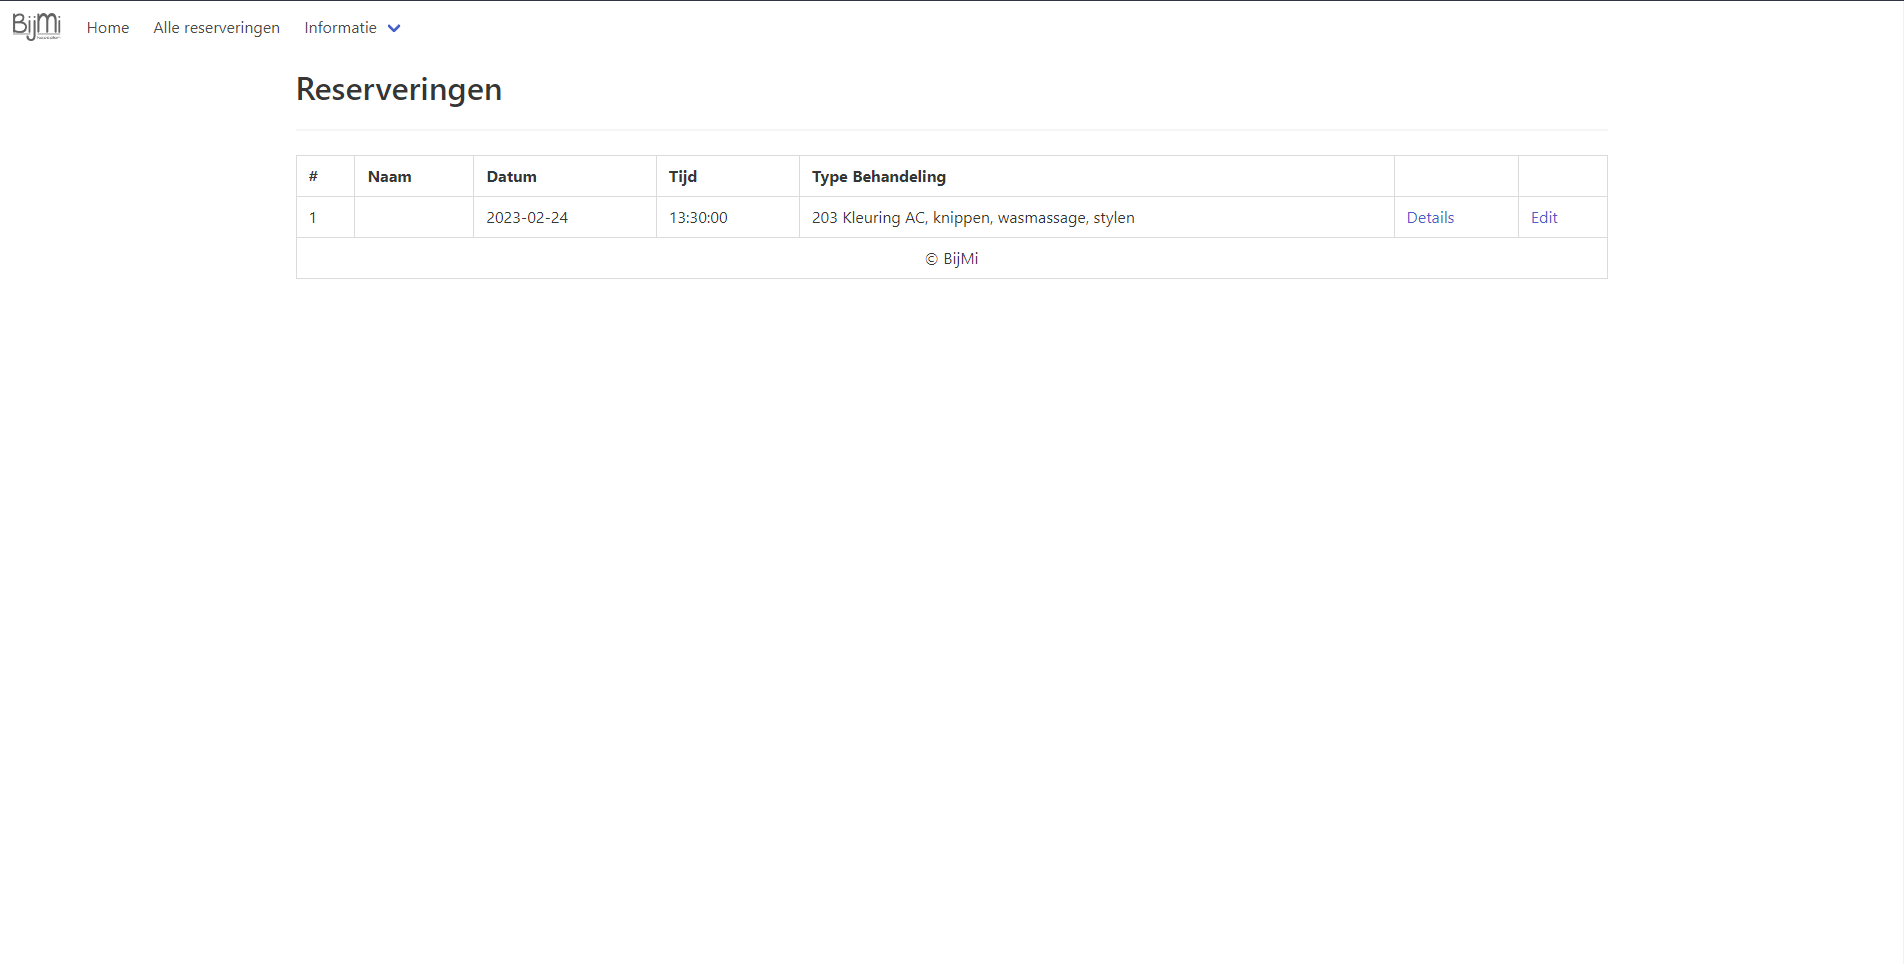 BijMi Home Alle reserveringen Informatie
Reserveringen
# Naam Datum Tijd Type Behandeling
1 2023-02-24 13:30:00 203 Kleuring AC, knippen, wasmassage, stylen Details Edit
© BijMi